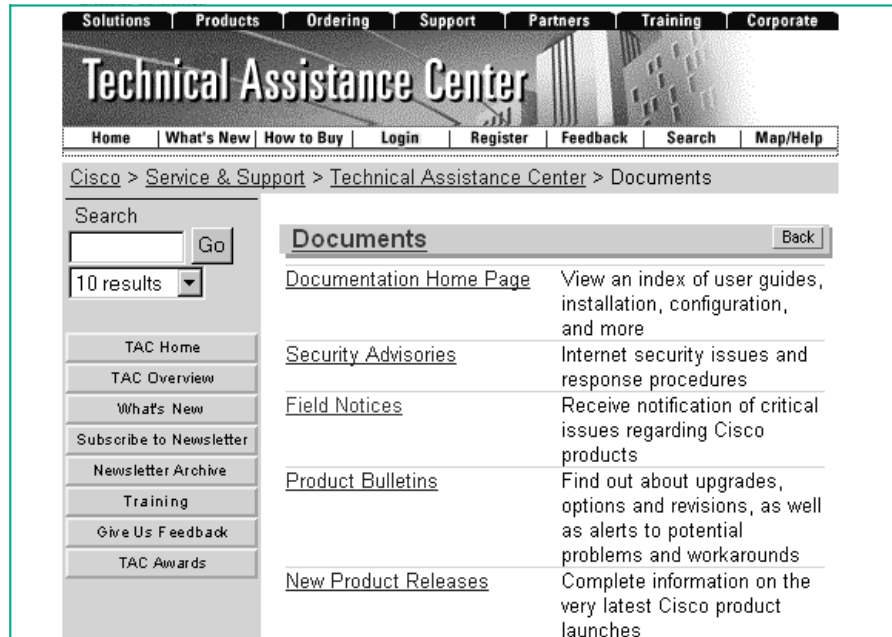 Solutions Products Ordering Support Partners Training Corporate
Technical Assistance Center
Home | What's New | How to Buy | Login | Register | Feedback | Search | Map/Help
Cisco > Service & Support > Technical Assistance Center > Documents
Search
Go
10 results
TAC Home
TAC Overview
What's New
Subscribe to Newsletter
Newsletter Archive
Training
Give Us Feedback
TAC Awards
Documents Back
Documentation Home Page View an index of user guides,
installation, configuration,
and more
Security Advisories Internet security issues and
response procedures
Field Notices Receive notification of critical
issues regarding Cisco
products
Product Bulletins Find out about upgrades,
options and revisions, as well
as alerts to potential
problems and workarounds
New Product Releases Complete information on the
very latest Cisco product
launches